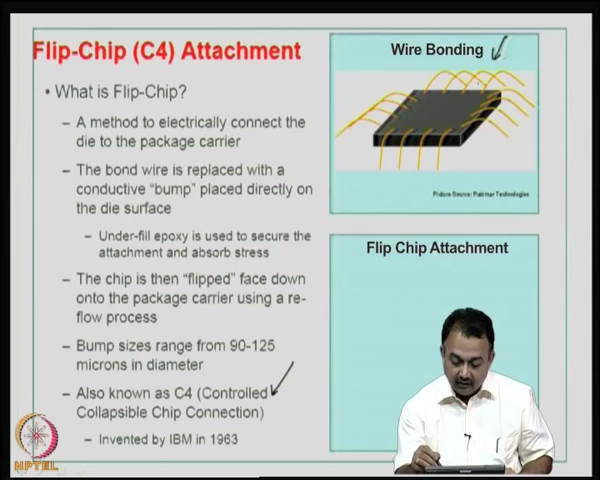 Flip-Chip (C4) Attachment
Wire Bonding
• What is Flip-Chip?
– A method to electrically connect the
die to the package carrier
– The bond wire is replaced with a
conductive “bump” placed directly on
the die surface
– Under-fill epoxy is used to secure the
attachment and absorb stress
– The chip is then “flipped” face down
onto the package carrier using a re-
flow process
– Bump sizes range from 90-125
microns in diameter
– Also known as C4 (Controlled
Collapsible Chip Connection)
– Invented by IBM in 1963
Picture Source: Palomar Technologies
Flip Chip Attachment
NPTEL